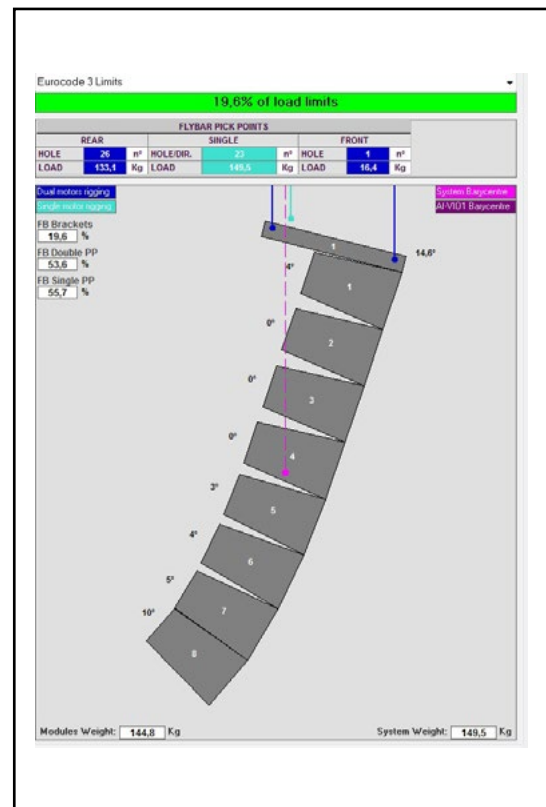 Eurocode 3 Limits
19,6% of load limits
FLYBAR PICK POINTS
REAR SINGLE FRONT
HOLE 26 n° HOLE/DIR. 23 n° HOLE 1 n°
LOAD 133,1 Kg LOAD 149,5 Kg LOAD 16,4 Kg
Dual motors rigging System Barycentre
Single motor rigging AI-VIO1 Barycentre
FB Brackets
19,6 %
FB Double PP
53,6 %
FB Single PP
55,7 %
1
14,6°
4°
1
0°
2
0°
3
0°
4
3°
5
4°
6
5°
7
10°
8
Modules Weight: 144,8 Kg System Weight: 149,5 Kg